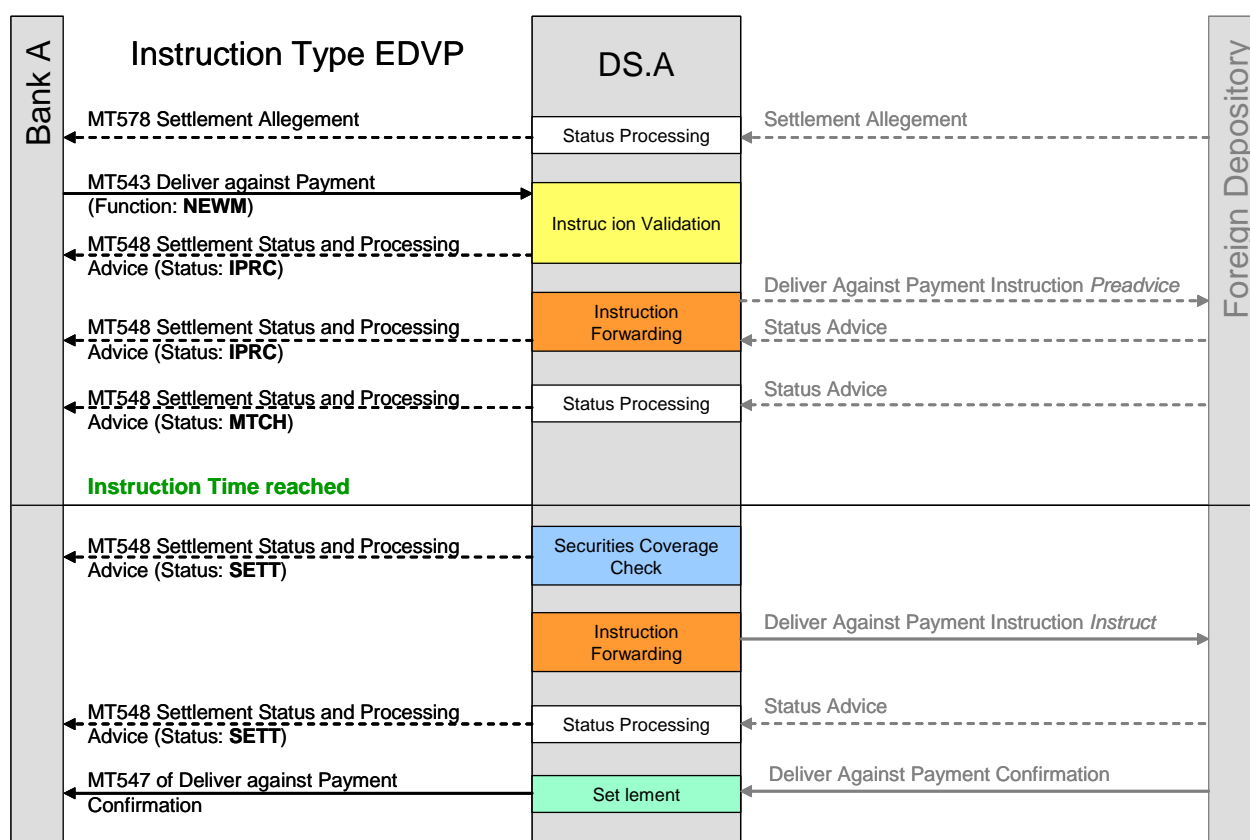 Bank A
Instruction Type EDVP
DS.A
Foreign Depository
MT578 Settlement Allegement
Status Processing
Settlement Allegement
MT543 Deliver against Payment
(Function: NEWM)
Instruc ion Validation
MT548 Settlement Status and Processing
Advice (Status: IPRC)
Deliver Against Payment Instruction Preadvice
Instruction
Forwarding
MT548 Settlement Status and Processing
Advice (Status: IPRC)
Status Advice
MT548 Settlement Status and Processing
Advice (Status: MTCH)
Status Processing
Status Advice
Instruction Time reached
MT548 Settlement Status and Processing
Advice (Status: SETT)
Securities Coverage
Check
Instruction
Forwarding
Deliver Against Payment Instruction Instruct
MT548 Settlement Status and Processing
Advice (Status: SETT)
Status Processing
Status Advice
MT547 of Deliver against Payment
Confirmation
Set lement
Deliver Against Payment Confirmation